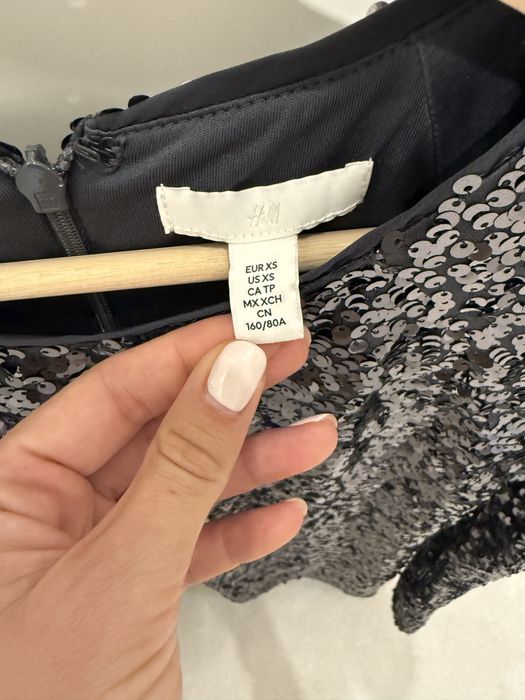 H&M
EUR XS
US XS
CA TP
MX XCH
CN
160/80A